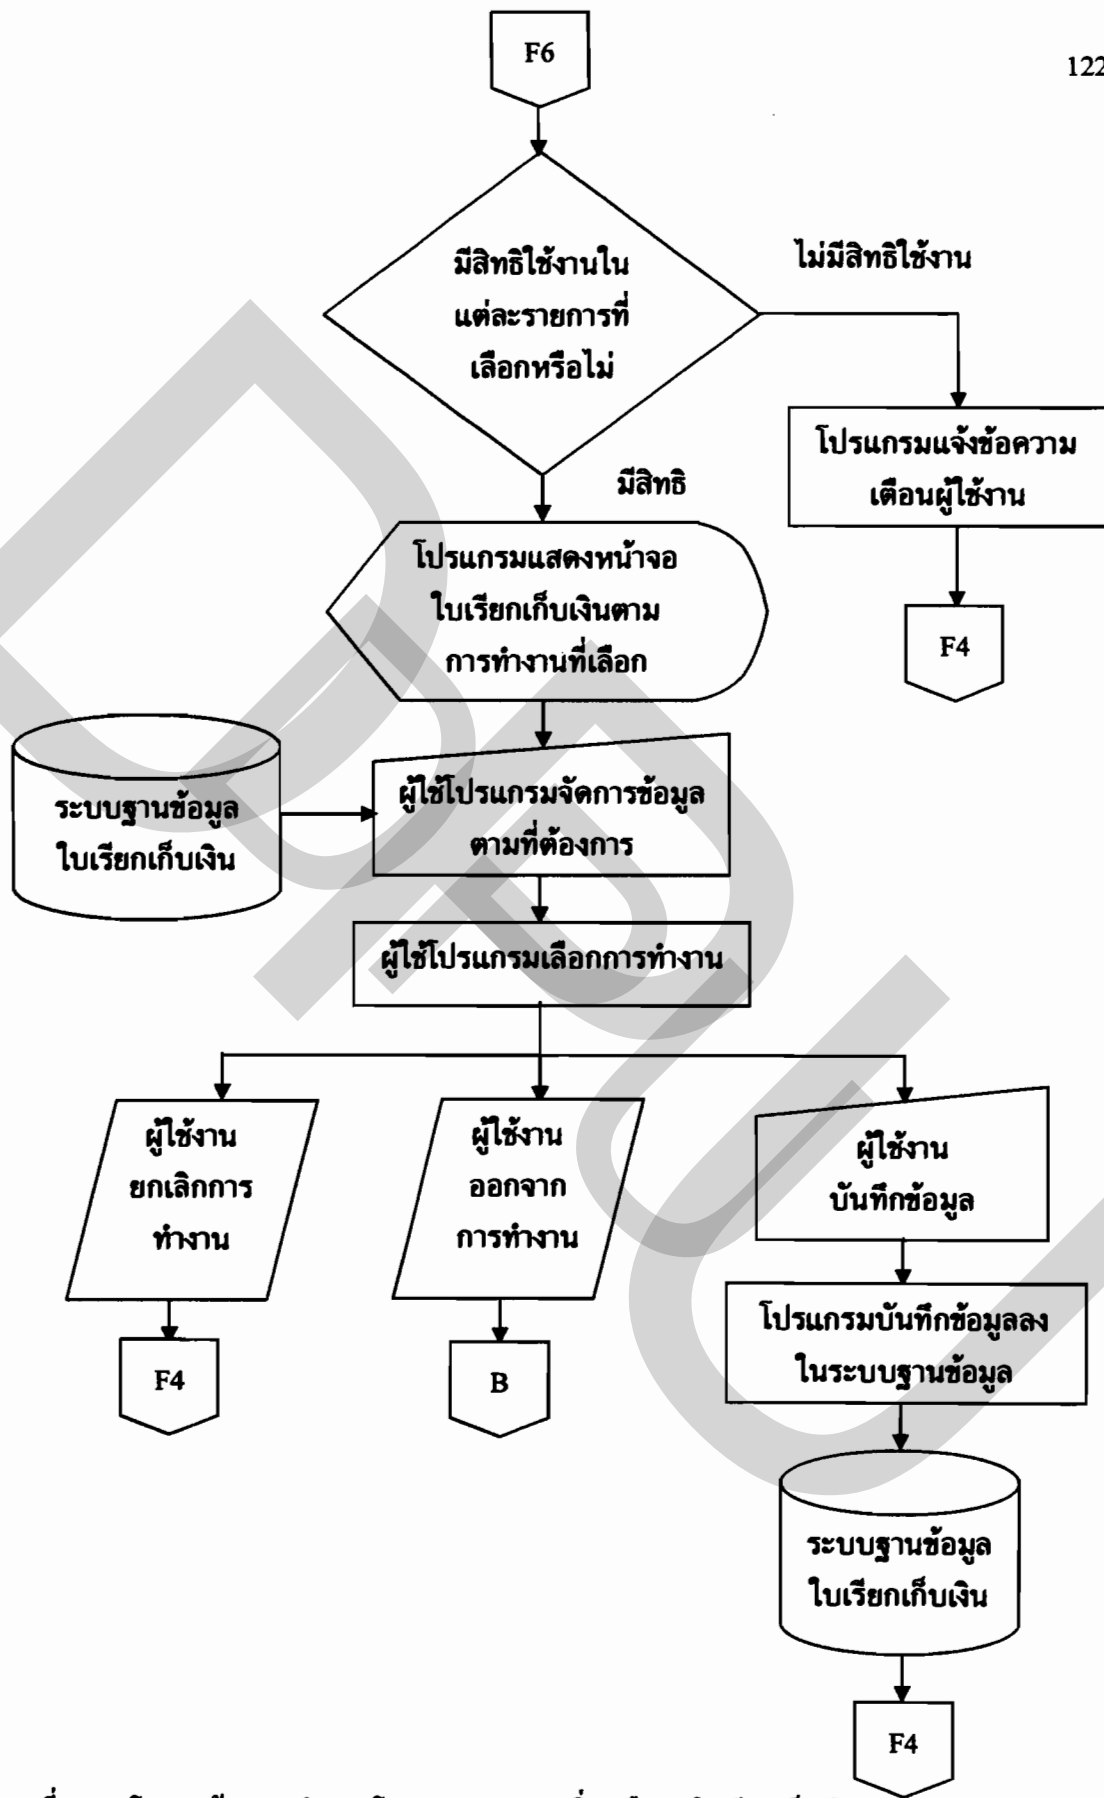 F6
122
มีสิทธิใช้งานใน
แต่ละรายการที่
เลือกหรือไม่
ไม่มีสิทธิใช้งาน
โปรแกรมแจ้งข้อความ
เตือนผู้ใช้งาน
F4
มีสิทธิ
โปรแกรมแสดงหน้าจอ
ใบเรียกเก็บเงินตาม
การทำงานที่เลือก
ระบบฐานข้อมูล
ใบเรียกเก็บเงิน
ผู้ใช้โปรแกรมจัดการข้อมูล
ตามที่ต้องการ
ผู้ใช้โปรแกรมเลือกการทำงาน
ผู้ใช้งาน
ยกเลิกการ
ทำงาน
F4
ผู้ใช้งาน
ออกจาก
การทำงาน
B
ผู้ใช้งาน
บันทึกข้อมูล
โปรแกรมบันทึกข้อมูลลง
ในระบบฐานข้อมูล
ระบบฐานข้อมูล
ใบเรียกเก็บเงิน
F4
DPU